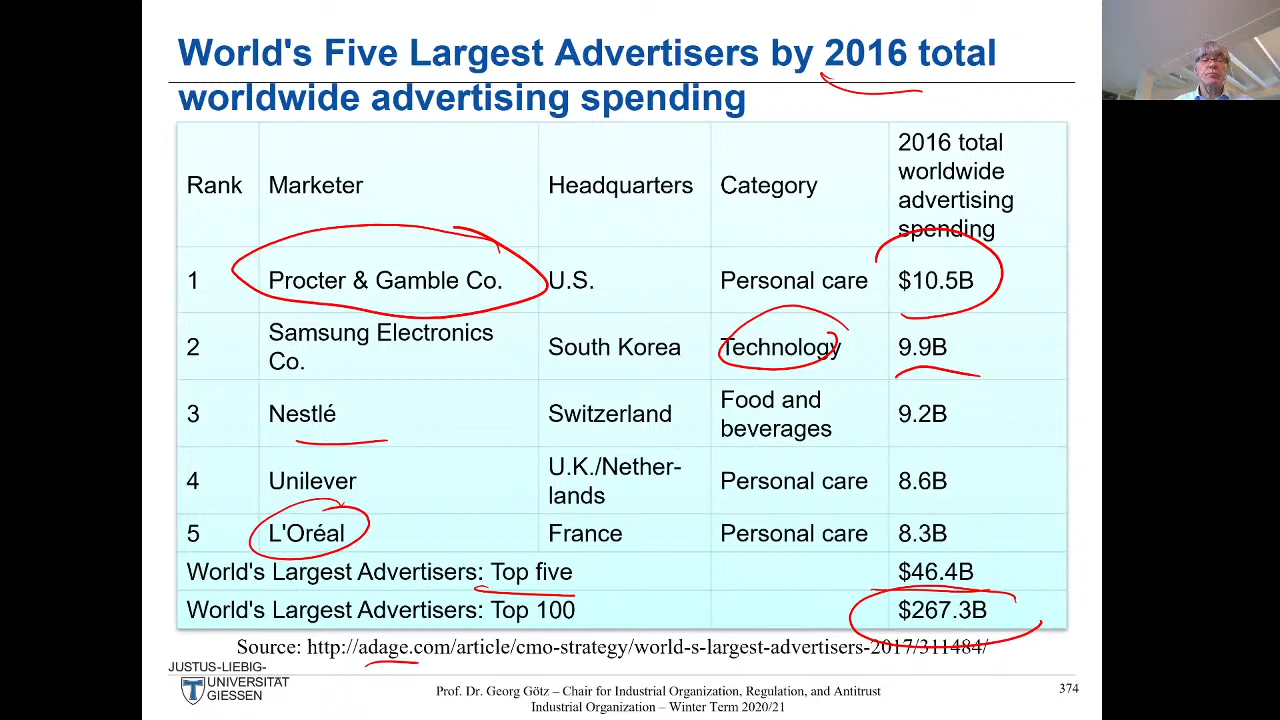 World's Five Largest Advertisers by 2016 total
worldwide advertising spending
Rank Marketer Headquarters Category 2016 total
worldwide
advertising
spending
1 Procter & Gamble Co. U.S. Personal care $10.5B
2 Samsung Electronics
Co. South Korea Technology 9.9B
3 Nestlé Switzerland Food and
beverages 9.2B
4 Unilever U.K./Nether-
lands Personal care 8.6B
5 L'Oréal France Personal care 8.3B
World's Largest Advertisers: Top five $46.4B
World's Largest Advertisers: Top 100 $267.3B
Source: http://adage.com/article/cmo-strategy/world-s-largest-advertisers-2017/311484/
JUSTUS-LIEBIG-
UNIVERSITAT
GIESSEN
Prof. Dr. Georg Götz – Chair for Industrial Organization, Regulation, and Antitrust
Industrial Organization – Winter Term 2020/21
374